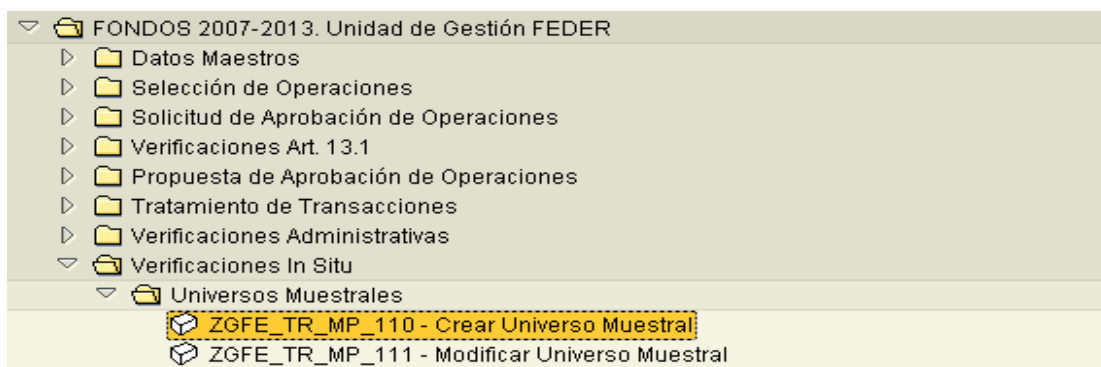 FONDOS 2007-2013. Unidad de Gestión FEDER
Datos Maestros
Selección de Operaciones
Solicitud de Aprobación de Operaciones
Verificaciones Art. 13.1
Propuesta de Aprobación de Operaciones
Tratamiento de Transacciones
Verificaciones Administrativas
Verificaciones In Situ
Universos Muestrales
ZGFE_TR_MP_110 - Crear Universo Muestral
ZGFE_TR_MP_111 - Modificar Universo Muestral